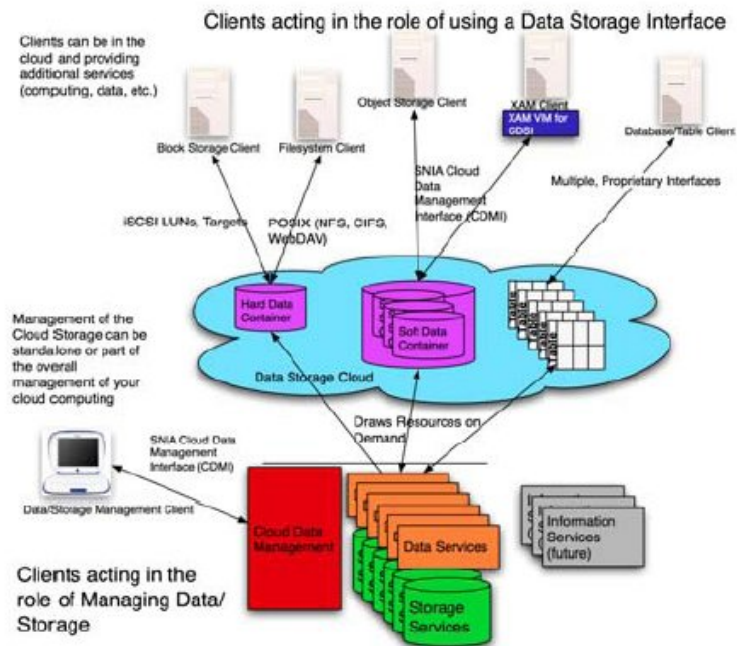 Clients acting in the role of using a Data Storage Interface
Clients can be in the
cloud and providing
additional services
(computing, data, etc.)
Block Storage Client
Filesystem Client
Object Storage Client
XAM Client
XAM VM for
Database/Table Client
iSCSI LUNs, Targets
POSIX (NFS, CIFS,
WebDAV)
SNIA Cloud
Data
Management
Interface (CDMI)
Multiple, Proprietary Interfaces
Hard Data
Container
Soft Data
Container
Table
Table
Table
Table
Table
Management of the
Cloud Storage can be
standalone or part of
the overall
management of your
cloud computing
Data Storage Cloud
Draws Resources on
Demand
SNIA Cloud Data
Management
Interface (CDMI)
Data/Storage Management Client
Cloud Data
Management
Data Services
Storage
Services
Information
Services
(future)
Clients acting in the
role of Managing Data/
Storage